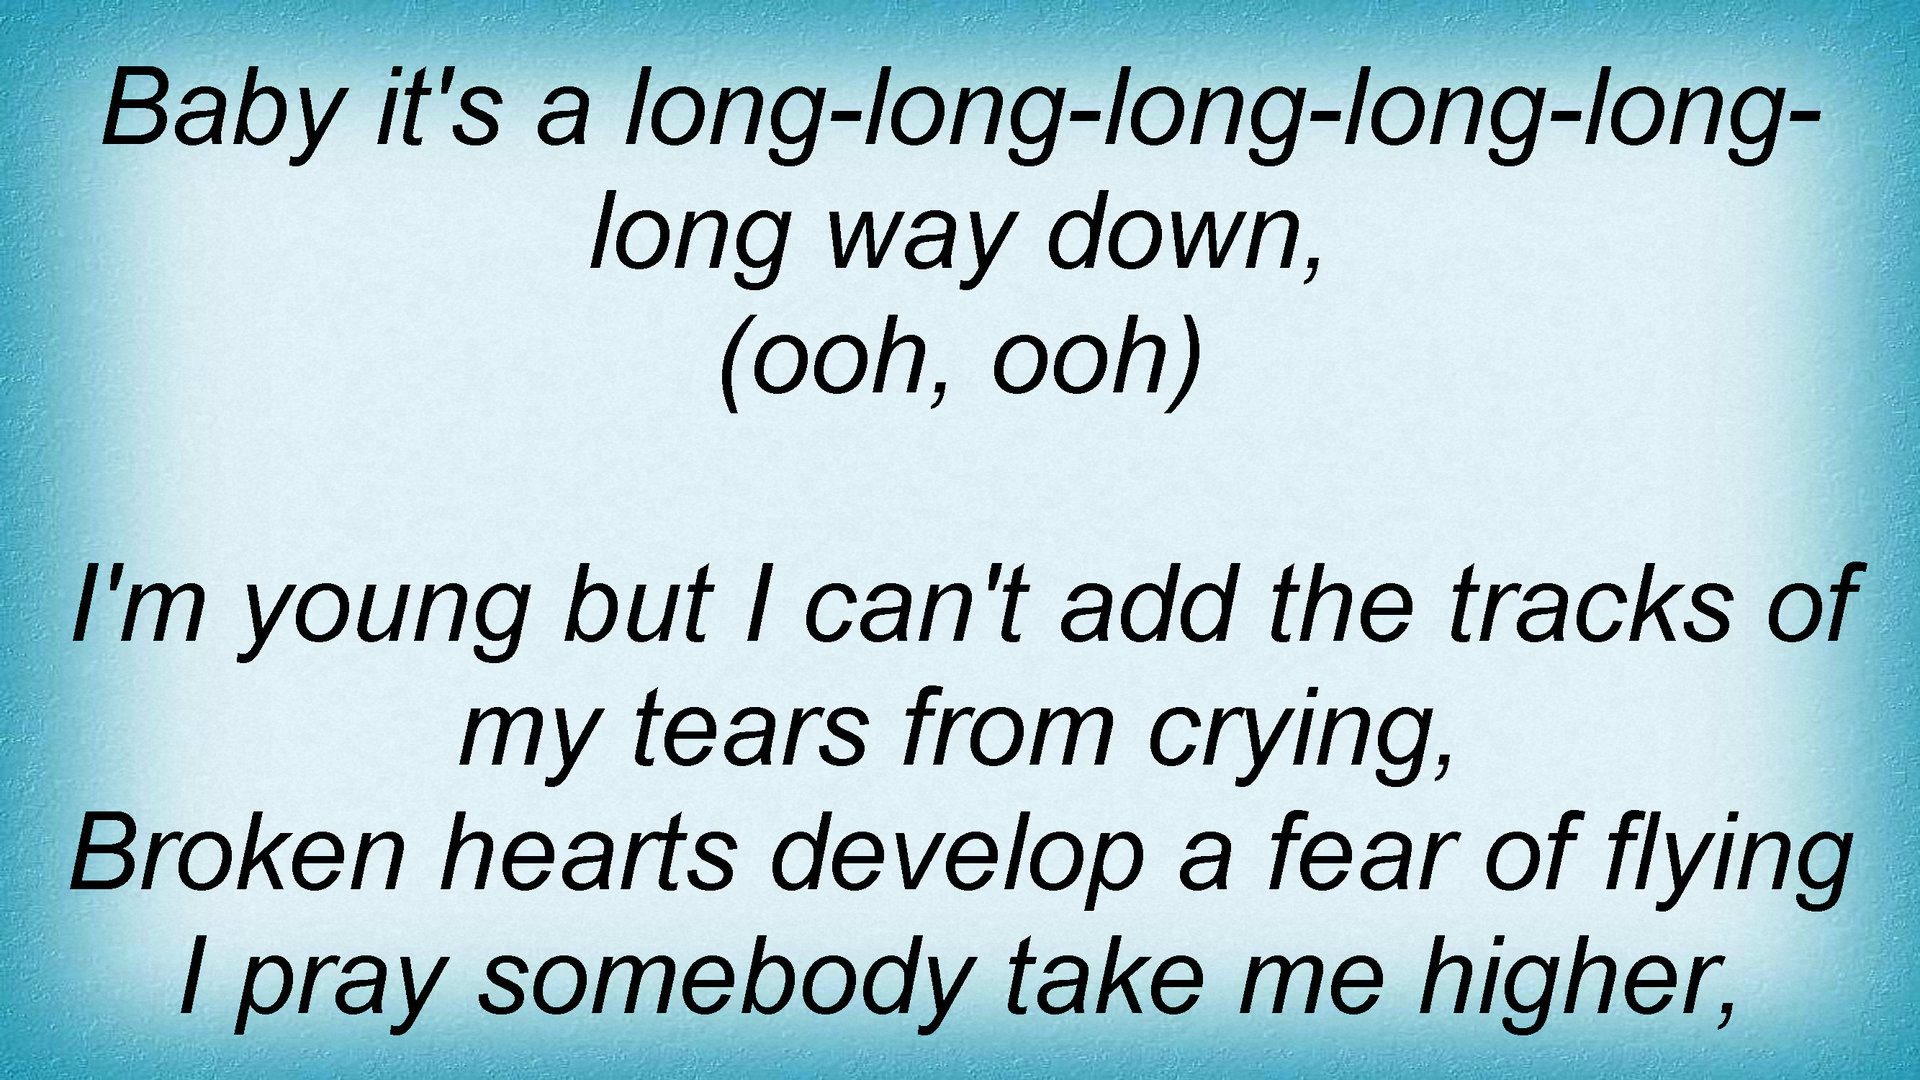 Baby it's a long-long-long-long-long-
long way down,
(ooh, ooh)
I'm young but I can't add the tracks of
my tears from crying,
Broken hearts develop a fear of flying
I pray somebody take me higher,